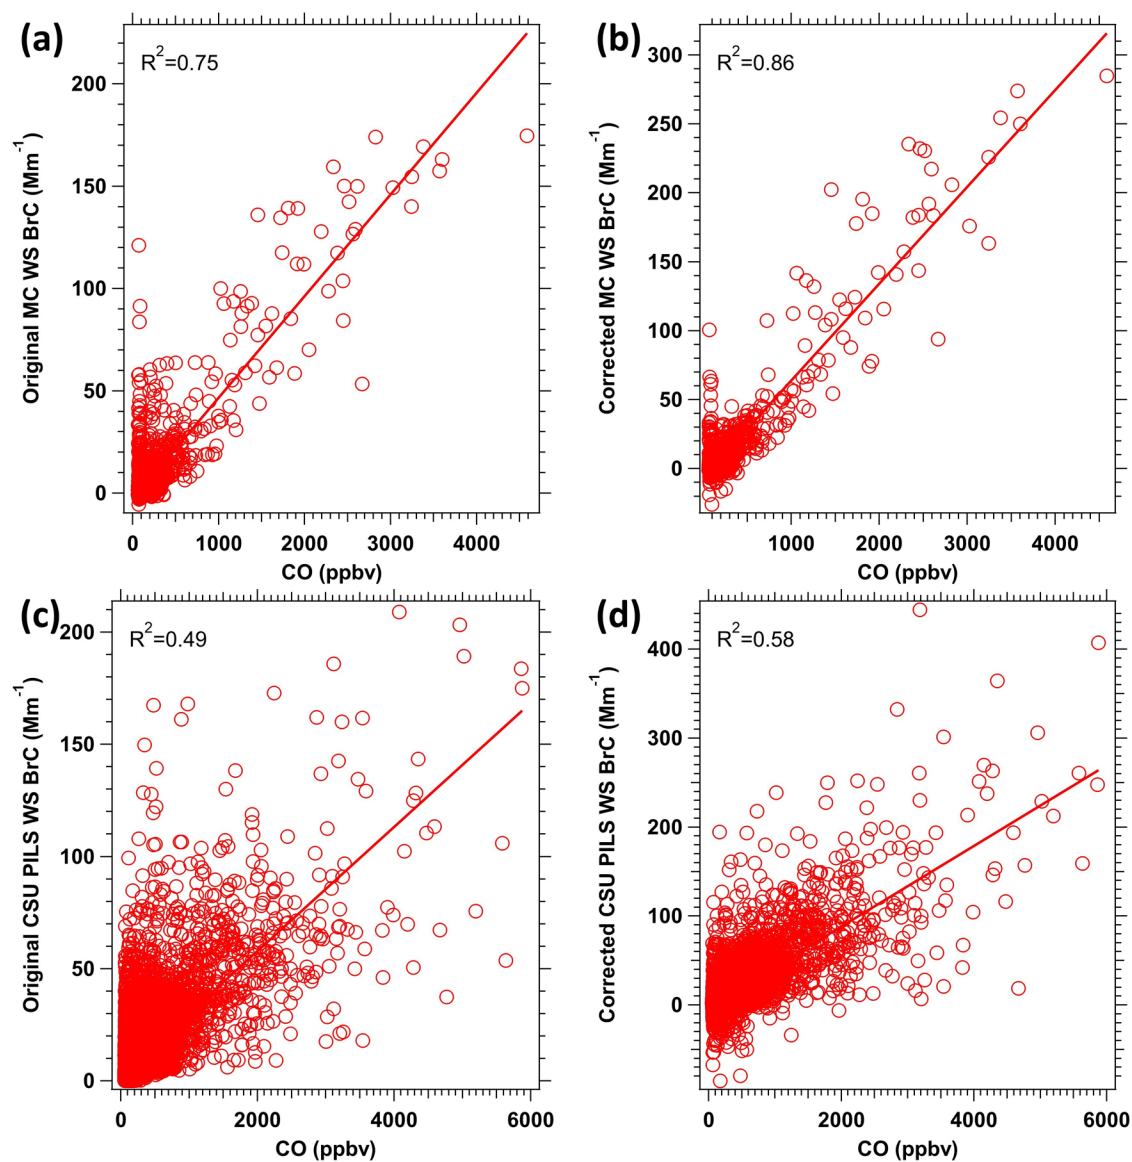 (a)
R²=0.75
Original MC WS BrC (Mm⁻¹)
200
150
100
50
0
0 1000 2000 3000 4000
CO (ppbv)
(b)
R²=0.86
Corrected MC WS BrC (Mm⁻¹)
300
250
200
150
100
50
0
1000 2000 3000 4000
CO (ppbv)
(c)
R²=0.49
Original CSU PILS WS BrC (Mm⁻¹)
200
150
100
50
0
0 2000 4000 6000
CO (ppbv)
(d)
R²=0.58
Corrected CSU PILS WS BrC (Mm⁻¹)
400
300
200
100
0
0 2000 4000 6000
CO (ppbv)